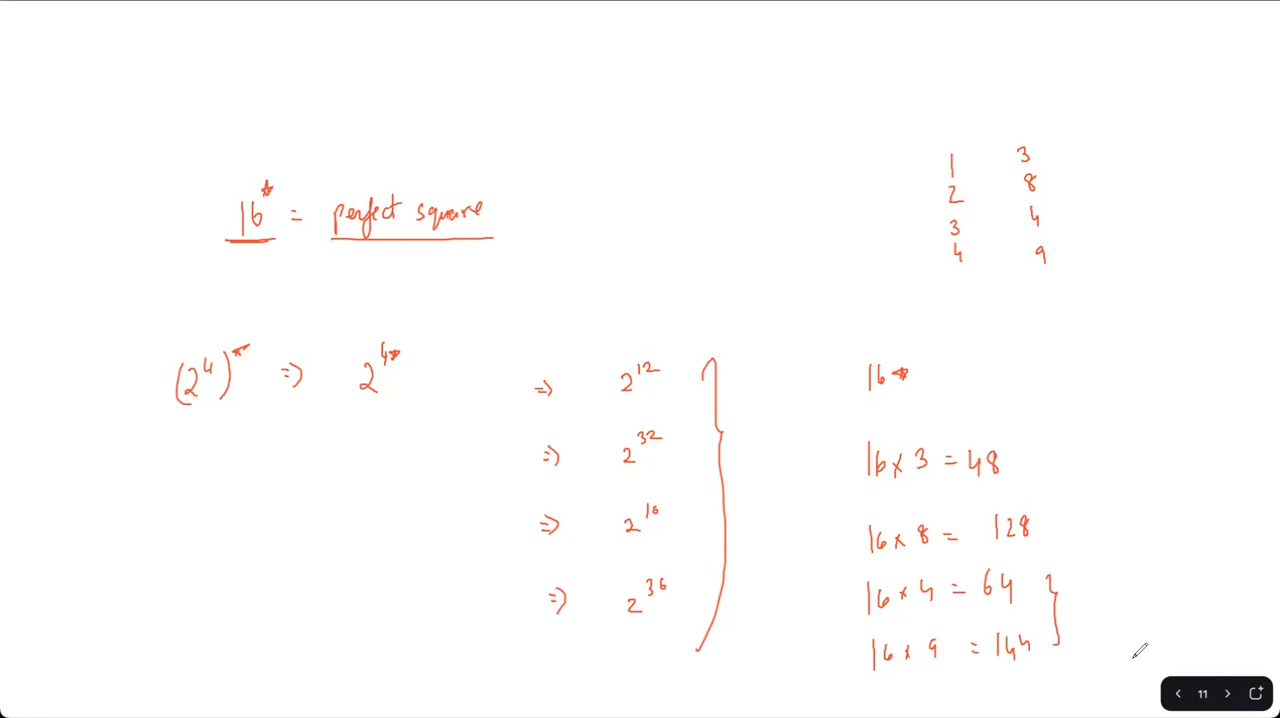 1 3
2 8
3 4
4 9
16* = perfect square
(2^4)^* => 2^4*
=> 2^12
=> 2^32
=> 2^16
=> 2^36
16*
16 x 3 = 48
16 x 8 = 128
16 x 4 = 64
16 x 9 = 144
11